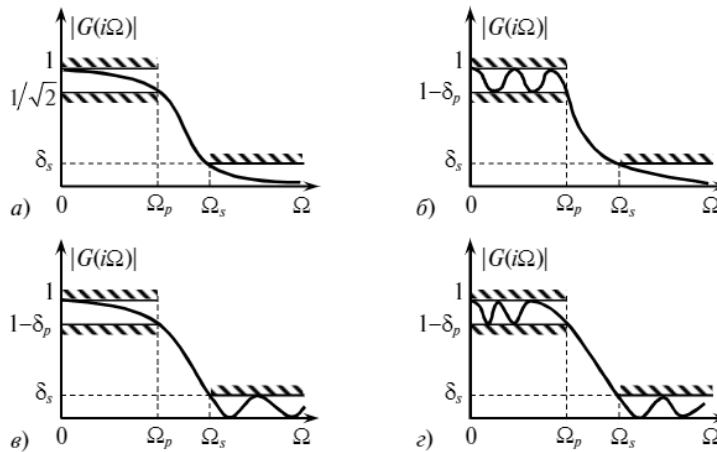 |G(iΩ)|
1
1/√2
δₛ
а) 0 Ωₚ Ωₛ Ω
|G(iΩ)|
1
1−δₚ
δₛ
б) 0 Ωₚ Ωₛ Ω
|G(iΩ)|
1
1−δₚ
δₛ
в) 0 Ωₚ Ωₛ Ω
|G(iΩ)|
1
1−δₚ
δₛ
г) 0 Ωₚ Ωₛ Ω